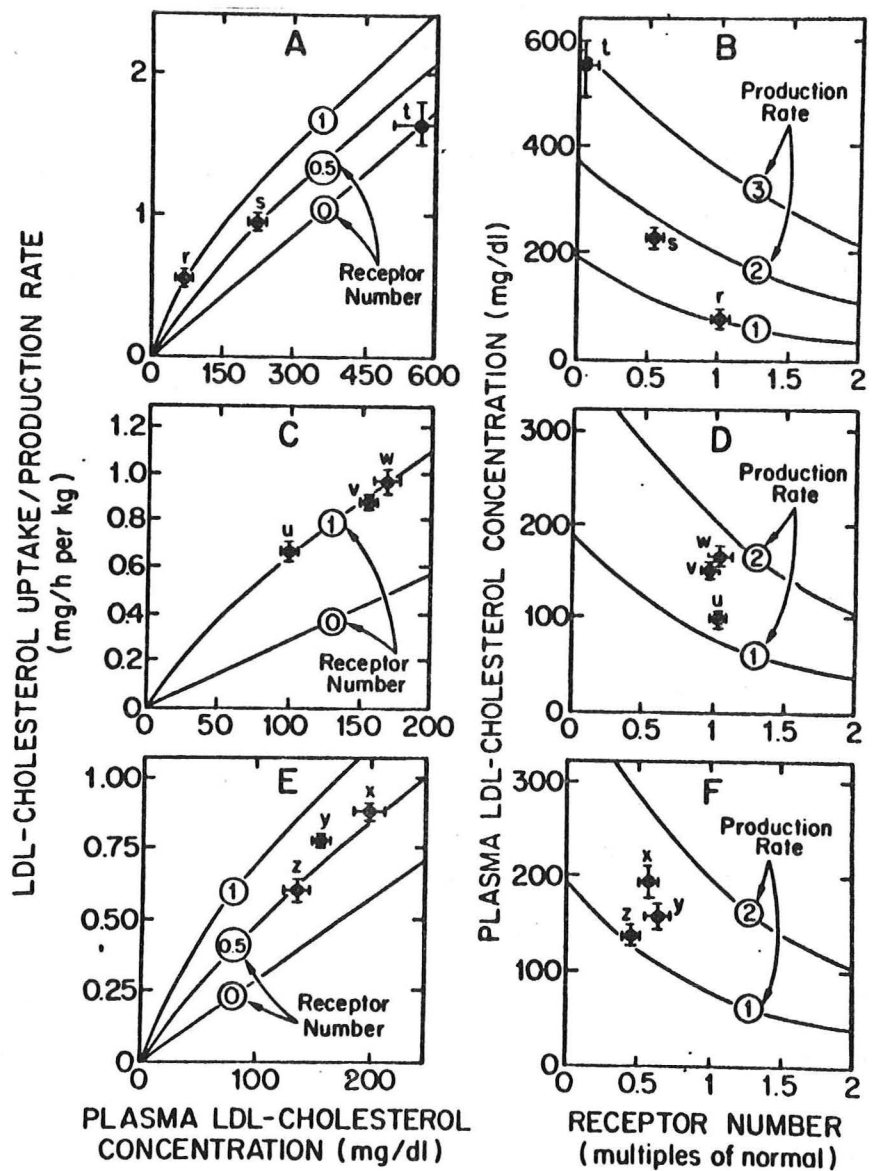 LDL-CHOLESTEROL UPTAKE/PRODUCTION RATE
(mg/h per kg)
A
2
1
0
0 150 300 450 600
r
s
t
1
0.5
0
Receptor
Number
PLASMA LDL-CHOLESTEROL CONCENTRATION (mg/dl)
B
600
400
200
0
0 0.5 1 1.5 2
t
s
r
Production
Rate
3
2
1
C
1.2
1.0
0.8
0.6
0.4
0.2
0
0 50 100 150 200
u
v
w
1
0
Receptor
Number
D
300
200
100
0
0 0.5 1 1.5 2
w
v
u
Production
Rate
2
1
E
1.00
0.75
0.50
0.25
0
0 100 200
x
y
z
1
0.5
0
Receptor
Number
F
300
200
100
0
0 0.5 1 1.5 2
x
y
z
Production
Rate
2
1
PLASMA LDL-CHOLESTEROL
CONCENTRATION (mg/dl)
RECEPTOR NUMBER
(multiples of normal)